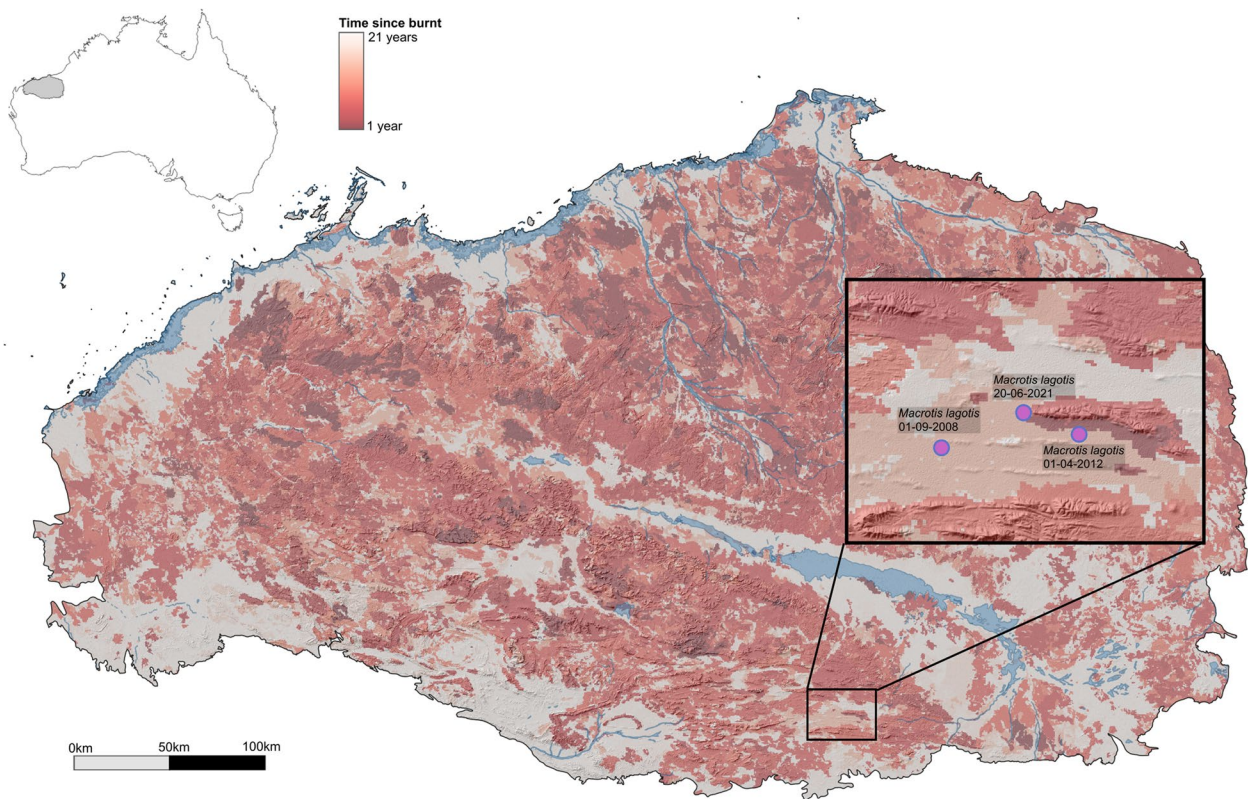 Time since burnt
21 years
1 year
Macrotis lagotis
20-06-2021
Macrotis lagotis
01-09-2008
Macrotis lagotis
01-04-2012
0km 50km 100km